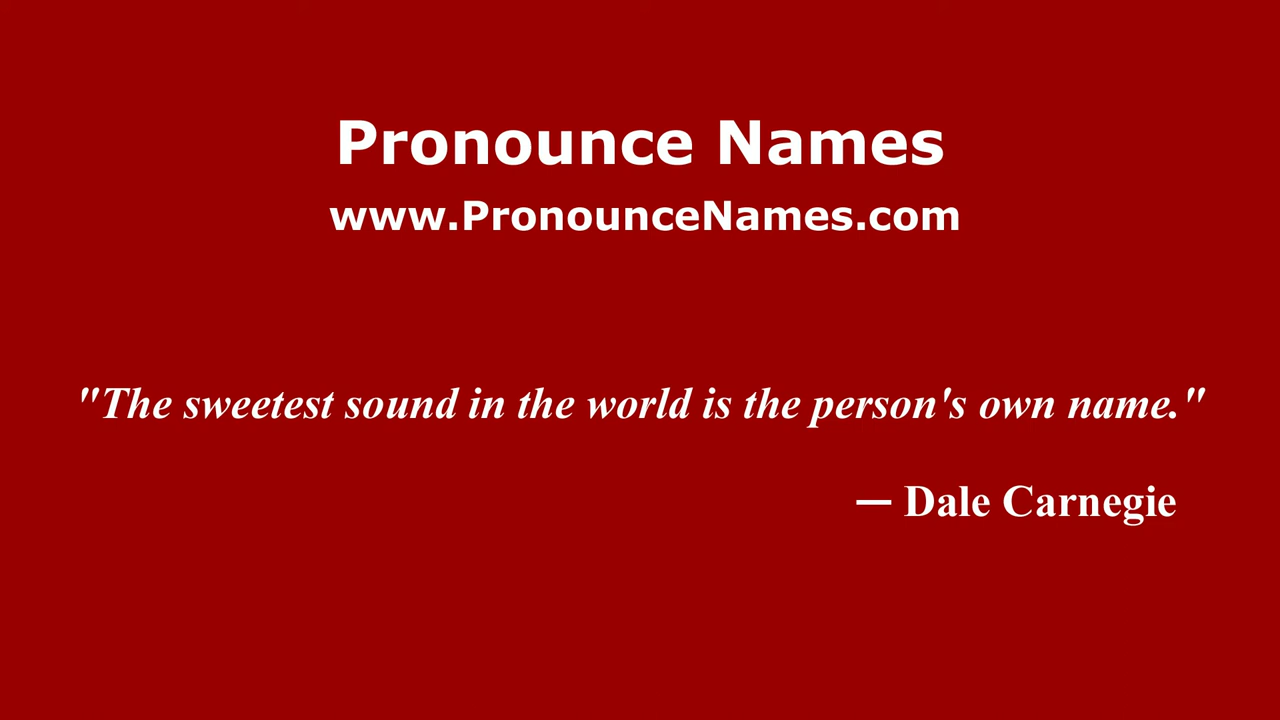 Pronounce Names
www.PronounceNames.com
"The sweetest sound in the world is the person's own name."
— Dale Carnegie